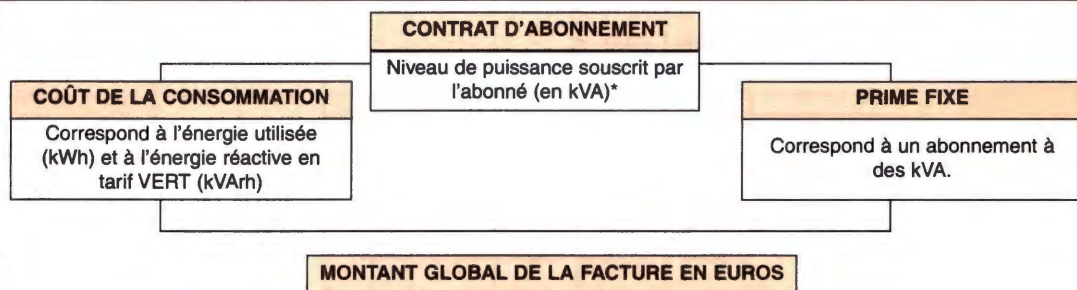 CONTRAT D'ABONNEMENT
Niveau de puissance souscrit par
l'abonné (en kVA)*
COÛT DE LA CONSOMMATION
Correspond à l'énergie utilisée
(kWh) et à l'énergie réactive en
tarif VERT (kVArh)
PRIME FIXE
Correspond à un abonnement à
des kVA.
MONTANT GLOBAL DE LA FACTURE EN EUROS